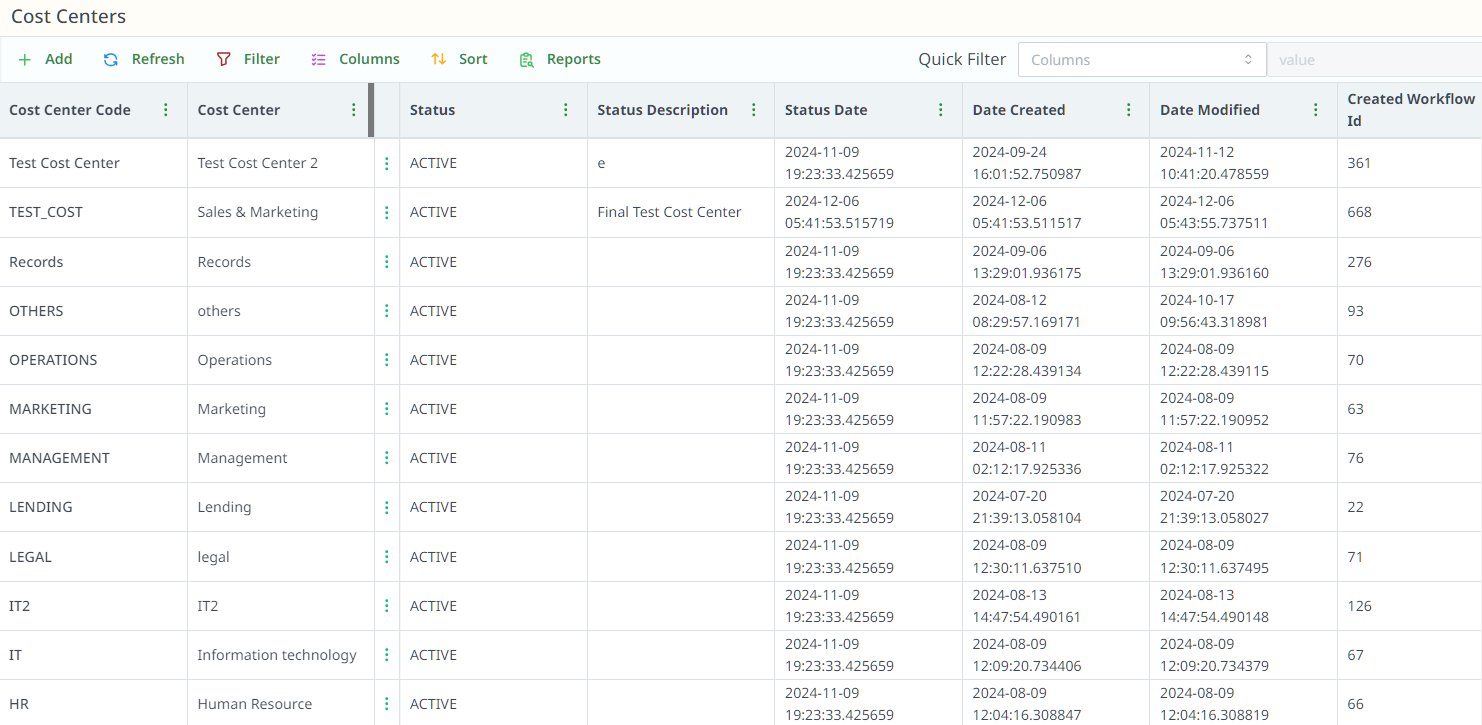 Cost Centers
Add Refresh Filter Columns Sort Reports Quick Filter Columns value
Cost Center Code Cost Center Status Status Description Status Date Date Created Date Modified Created Workflow
Id
Test Cost Center Test Cost Center 2 ACTIVE e 2024-11-09 2024-09-24 2024-11-12 361
19:23:33.425659 16:01:52.750987 10:41:20.478559
TEST_COST Sales & Marketing ACTIVE Final Test Cost Center 2024-12-06 2024-12-06 2024-12-06 668
05:41:53.515719 05:41:53.511517 05:43:55.737511
Records Records ACTIVE 2024-11-09 2024-09-06 2024-09-06 276
19:23:33.425659 13:29:01.936175 13:29:01.936160
OTHERS others ACTIVE 2024-11-09 2024-08-12 2024-10-17 93
19:23:33.425659 08:29:57.169171 09:56:43.318981
OPERATIONS Operations ACTIVE 2024-11-09 2024-08-09 2024-08-09 70
19:23:33.425659 12:22:28.439134 12:22:28.439115
MARKETING Marketing ACTIVE 2024-11-09 2024-08-09 2024-08-09 63
19:23:33.425659 11:57:22.190983 11:57:22.190952
MANAGEMENT Management ACTIVE 2024-11-09 2024-08-11 2024-08-11 76
19:23:33.425659 02:12:17.925336 02:12:17.925322
LENDING Lending ACTIVE 2024-11-09 2024-07-20 2024-07-20 22
19:23:33.425659 21:39:13.058104 21:39:13.058027
LEGAL legal ACTIVE 2024-11-09 2024-08-09 2024-08-09 71
19:23:33.425659 12:30:11.637510 12:30:11.637495
IT2 IT2 ACTIVE 2024-11-09 2024-08-13 2024-08-13 126
19:23:33.425659 14:47:54.490161 14:47:54.490148
IT Information technology ACTIVE 2024-11-09 2024-08-09 2024-08-09 67
19:23:33.425659 12:09:20.734406 12:09:20.734379
HR Human Resource ACTIVE 2024-11-09 2024-08-09 2024-08-09 66
19:23:33.425659 12:04:16.308847 12:04:16.308819